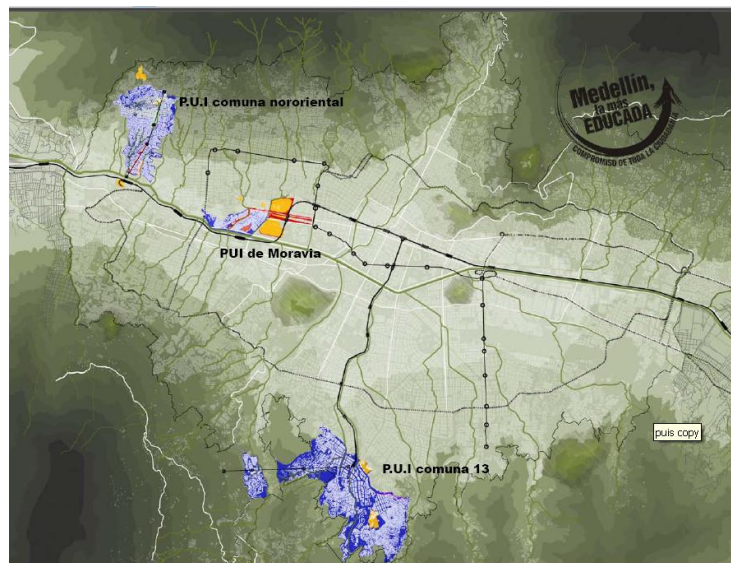 P.U.I comuna nororiental
Medellín,
la más
EDUCADA
COMPROMISO DE TODA LA CIUDADANÍA
PUI de Moravia
puis copy
P.U.I comuna 13